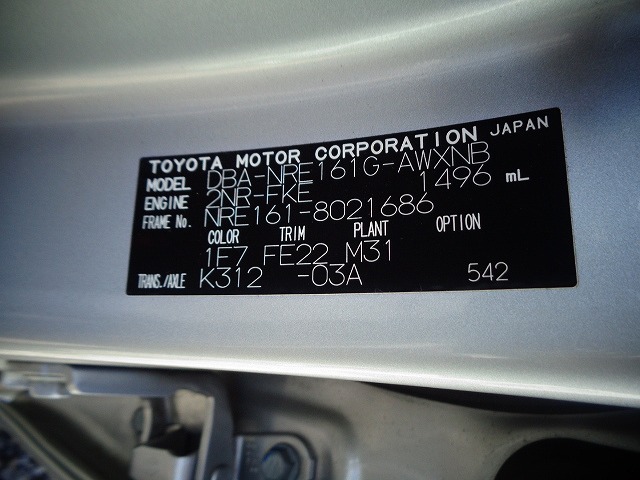 TOYOTA MOTOR CORPORATION JAPAN
MODEL DBA-NRE161G-AWXNB
ENGINE 2NR-FKE 1496 mL
FRAME No. NRE161-8021686
COLOR TRIM PLANT OPTION
1F7 FE22 M31
TRANS./AXLE K312 -03A 542